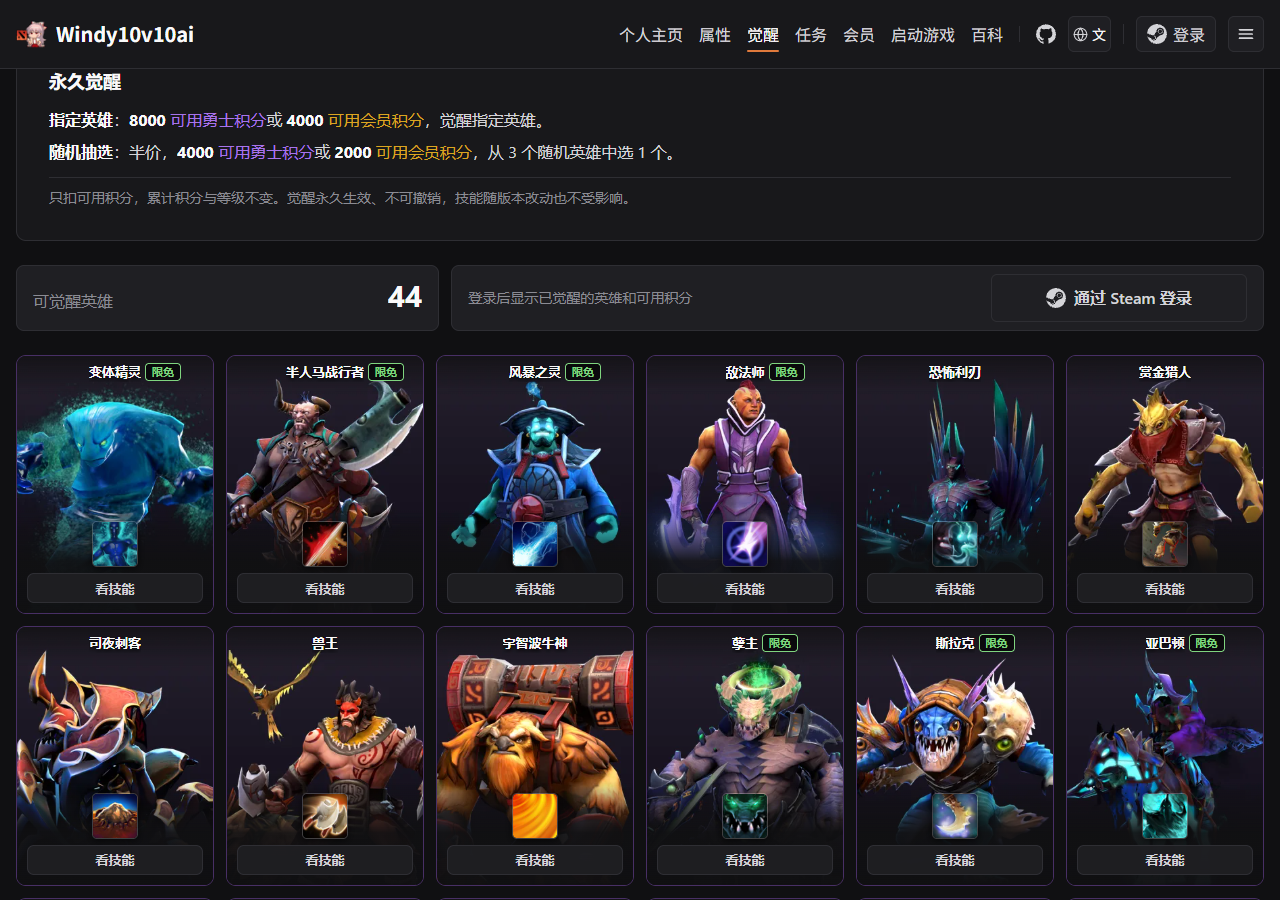 Windy10v10ai
个人主页 属性 觉醒 任务 会员 启动游戏 百科 文 登录
永久觉醒
指定英雄：8000 可用勇士积分或 4000 可用会员积分，觉醒指定英雄。
随机抽选：半价，4000 可用勇士积分或 2000 可用会员积分，从 3 个随机英雄中选 1 个。
只扣可用积分，累计积分与等级不变。觉醒永久生效、不可撤销，技能随版本改动也不受影响。
可觉醒英雄 44
登录后显示已觉醒的英雄和可用积分 通过 Steam 登录
变体精灵 限免 半人马战行者 限免 风暴之灵 限免 敌法师 限免 恐怖利刃 赏金猎人
看技能 看技能 看技能 看技能 看技能 看技能
司夜刺客 兽王 宇智波牛神 孽主 限免 斯拉克 限免 亚巴顿 限免
看技能 看技能 看技能 看技能 看技能 看技能